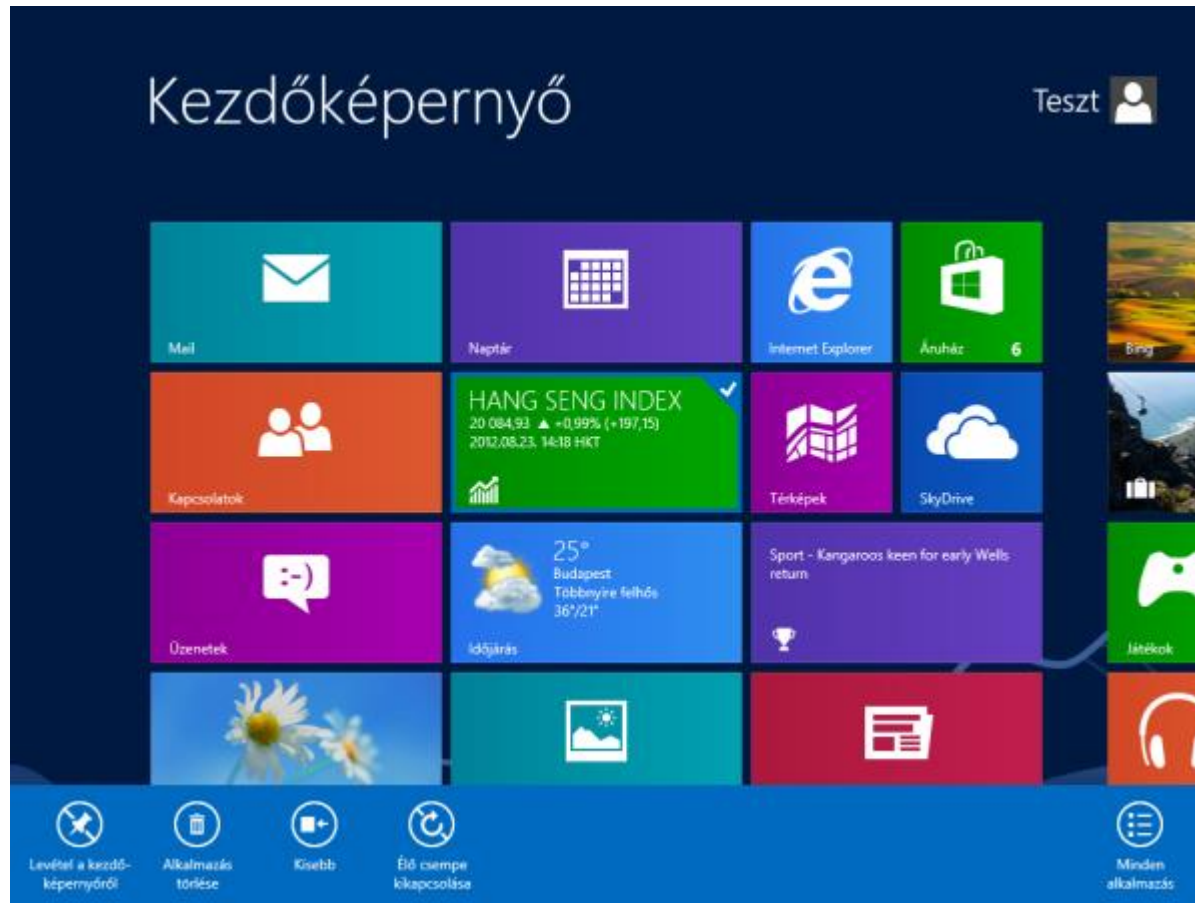 Kezdőképernyő
Teszt
Mail
Naptár
Internet Explorer
Áruház 6
Bing
Kapcsolatok
HANG SENG INDEX
20 084,93 ▲ +0,99% (+197,15)
2012.08.23. 14:18 HKT
Térképek
SkyDrive
Üzenetek
:-)
25°
Budapest
Többnyire felhős
36°/21°
Időjárás
Sport - Kangaroos keen for early Wells
return
Játékok
Levétel a kezdő-
képernyőről
Alkalmazás
törlése
Kisebb
Élő csempe
kikapcsolása
Minden
alkalmazás